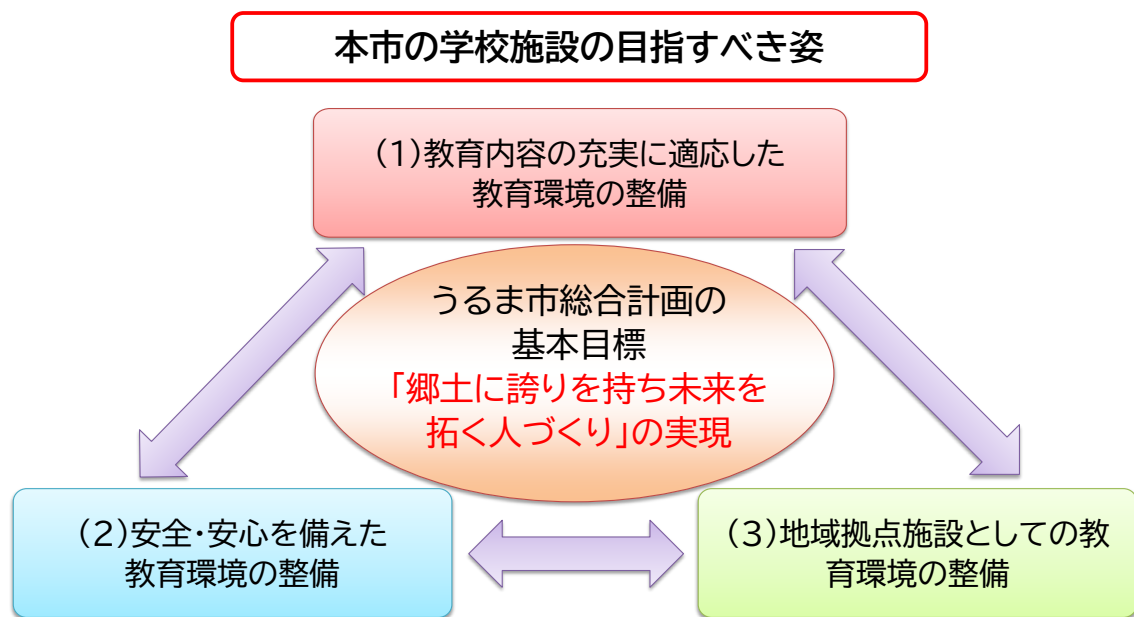 本市の学校施設の目指すべき姿
(1)教育内容の充実に適応した
教育環境の整備
うるま市総合計画の
基本目標
「郷土に誇りを持ち未来を
拓く人づくり」の実現
(2)安全・安心を備えた
教育環境の整備
(3)地域拠点施設としての教
育環境の整備